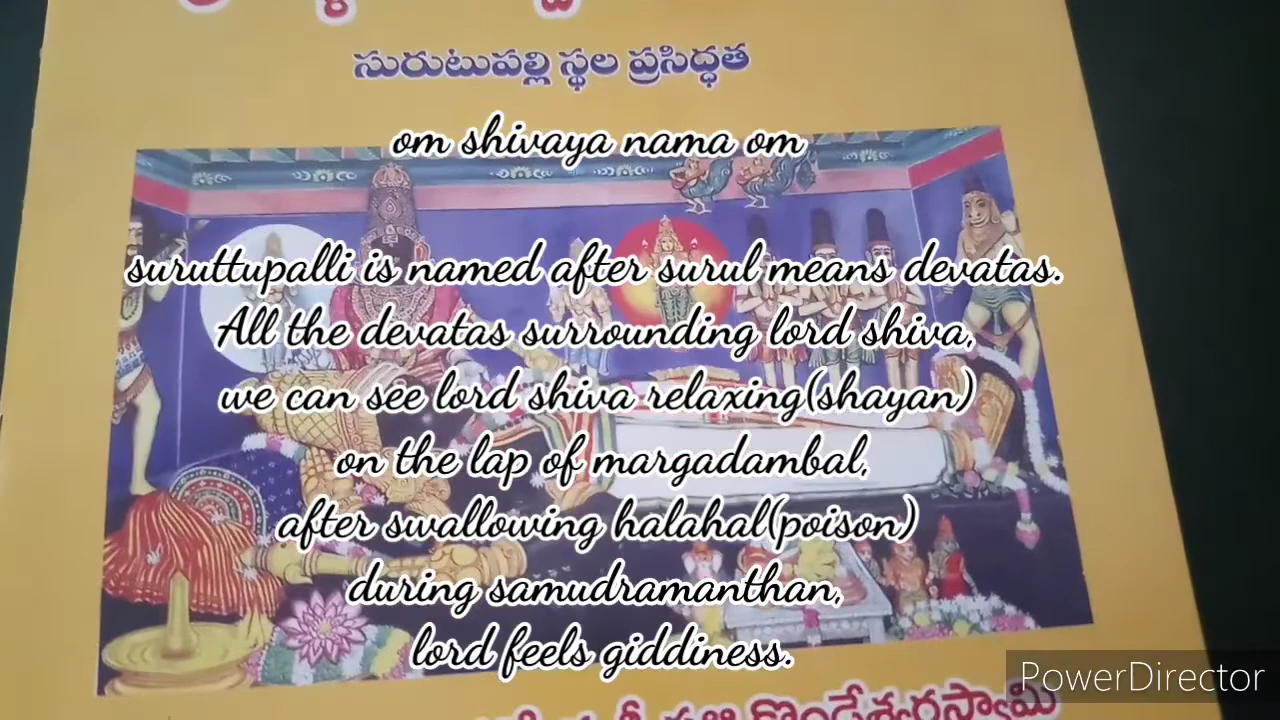 సురుటుపల్లి స్థల ప్రసిద్ధత
om shivaya nama om
suruttupalli is named after surul means devatas.
All the devatas surrounding lord shiva,
we can see lord shiva relaxing(shayan)
on the lap of margadambal,
after swallowing halahal(poison)
during samudramanthan,
lord feels giddiness.
PowerDirector